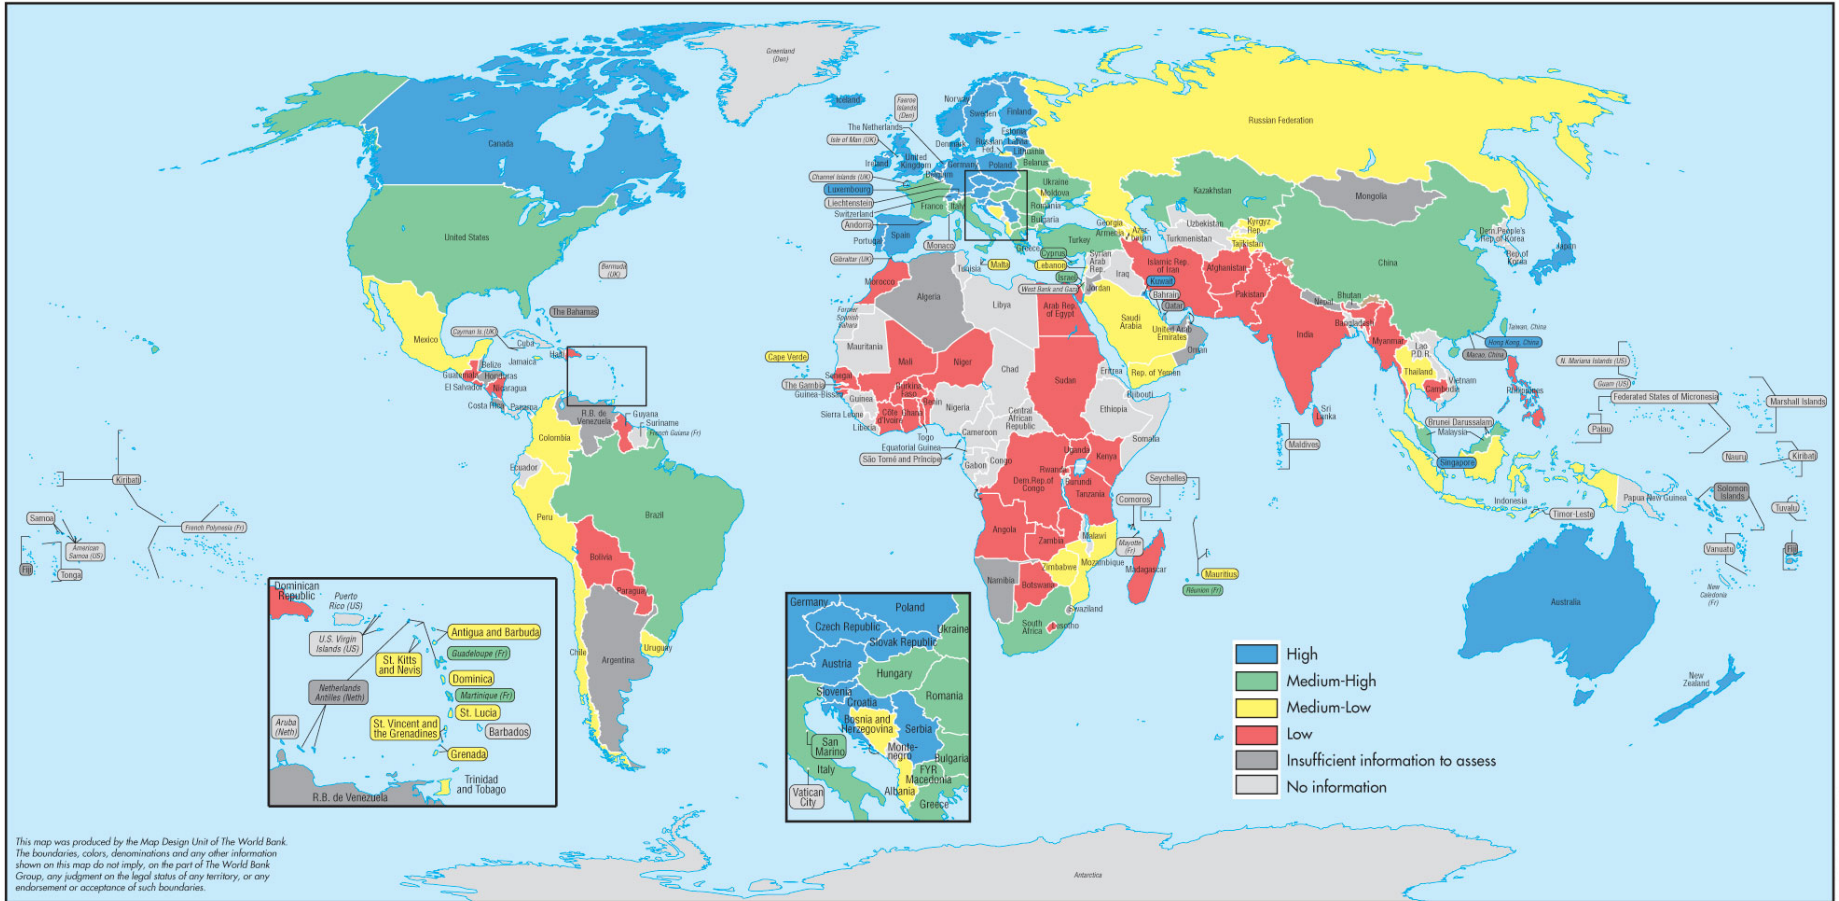 Greenland
(Den)
Iceland
Norway
Sweden
Finland
Faeroe
Islands
(Den)
The Netherlands
Isle of Man (UK)
Estonia
Russian
Fed.
Latvia
Lithuania
Denmark
Ireland
United
Kingdom
Germany
Poland
Belarus
Belgium
Channel Islands (UK)
Luxembourg
Liechtenstein
Switzerland
Andorra
France
Italy
Ukraine
Moldova
Romania
Bulgaria
Portugal
Spain
Monaco
Gibraltar (UK)
Greece
Turkey
Cyprus
Malta
Tunisia
Lebanon
Israel
West Bank and Gaza
Jordan
Syrian
Arab
Rep.
Iraq
Georgia
Armenia
Azer-
baijan
Russian Federation
Kazakhstan
Uzbekistan
Turkmenistan
Kyrgyz
Rep.
Tajikistan
Mongolia
China
Dem.People's
Rep.of Korea
Rep.of
Korea
Japan
Canada
United States
Bermuda
(UK)
The Bahamas
Mexico
Cayman Is.(UK)
Cuba
Haiti
Jamaica
Belize
Guatemala
Honduras
El Salvador
Nicaragua
Costa Rica
Panama
R.B. de
Venezuela
Guyana
Suriname
French Guiana (Fr)
Colombia
Ecuador
Peru
Brazil
Bolivia
Paraguay
Chile
Argentina
Uruguay
Morocco
Former
Spanish
Sahara
Algeria
Libya
Arab Rep.
of Egypt
Cape Verde
Mauritania
Mali
Niger
Chad
Sudan
Eritrea
Djibouti
Ethiopia
Somalia
Senegal
The Gambia
Guinea-Bissau
Guinea
Sierra Leone
Liberia
Burkina
Faso
Côte
d'Ivoire
Ghana
Benin
Togo
Nigeria
Cameroon
Central
African
Republic
Equatorial Guinea
São Tomé and Príncipe
Gabon
Congo
Dem.Rep.of
Congo
Uganda
Kenya
Rwanda
Burundi
Tanzania
Angola
Zambia
Malawi
Mozambique
Zimbabwe
Namibia
Botswana
South
Africa
Lesotho
Swaziland
Madagascar
Comoros
Mayotte
(Fr)
Seychelles
Mauritius
Réunion (Fr)
Islamic Rep.
of Iran
Kuwait
Bahrain
Qatar
Saudi
Arabia
United Arab
Emirates
Oman
Rep. of Yemen
Afghanistan
Pakistan
India
Nepal
Bhutan
Bangladesh
Myanmar
Sri
Lanka
Maldives
Lao
P.D.R.
Thailand
Vietnam
Cambodia
Taiwan, China
Hong Kong, China
Macao, China
Philippines
Brunei Darussalam
Malaysia
Singapore
Indonesia
Timor-Leste
Papua New Guinea
Palau
Federated States of Micronesia
N. Mariana Islands (US)
Guam (US)
Marshall Islands
Nauru
Kiribati
Solomon
Islands
Tuvalu
Vanuatu
Fiji
New
Caledonia
(Fr)
Australia
New
Zealand
Kiribati
Samoa
American
Samoa (US)
French Polynesia (Fr)
Fiji
Tonga
Dominican
Republic
Puerto
Rico (US)
U.S. Virgin
Islands (US)
St. Kitts
and Nevis
Antigua and Barbuda
Guadeloupe (Fr)
Netherlands
Antilles (Neth)
Dominica
Martinique (Fr)
Aruba
(Neth)
St. Lucia
St. Vincent and
the Grenadines
Barbados
Grenada
Trinidad
and Tobago
R.B. de Venezuela
Germany
Poland
Czech Republic
Ukraine
Slovak Republic
Austria
Hungary
Slovenia
Croatia
Romania
Bosnia and
Herzegovina
Serbia
San
Marino
Monte-
negro
Bulgaria
Italy
FYR
Macedonia
Albania
Vatican
City
Greece
High
Medium-High
Medium-Low
Low
Insufficient information to assess
No information
Antarctica
This map was produced by the Map Design Unit of The World Bank.
The boundaries, colors, denominations and any other information
shown on this map do not imply, on the part of The World Bank
Group, any judgment on the legal status of any territory, or any
endorsement or acceptance of such boundaries.